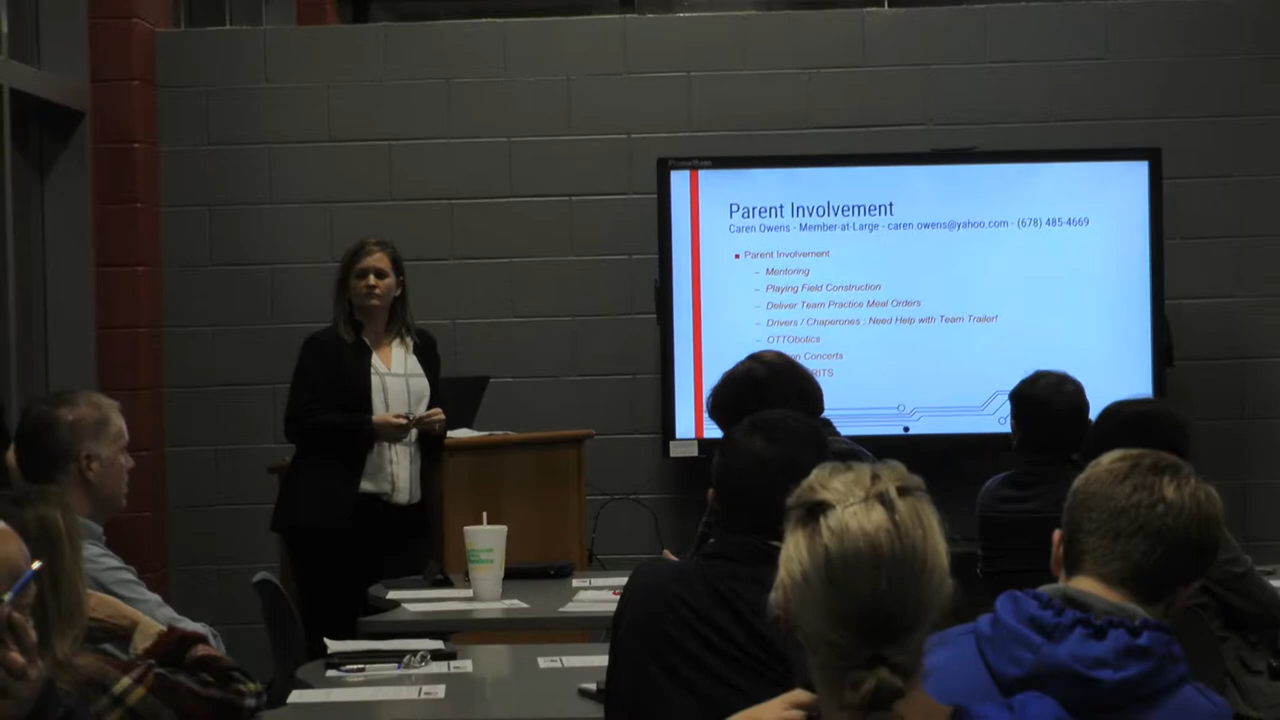 Promethean
Parent Involvement
Caren Owens - Member-at-Large - caren.owens@yahoo.com - (678) 485-4669
■ Parent Involvement
– Mentoring
– Playing Field Construction
– Deliver Team Practice Meal Orders
– Drivers / Chaperones : Need Help with Team Trailer!
– OTTObotics
Concerts